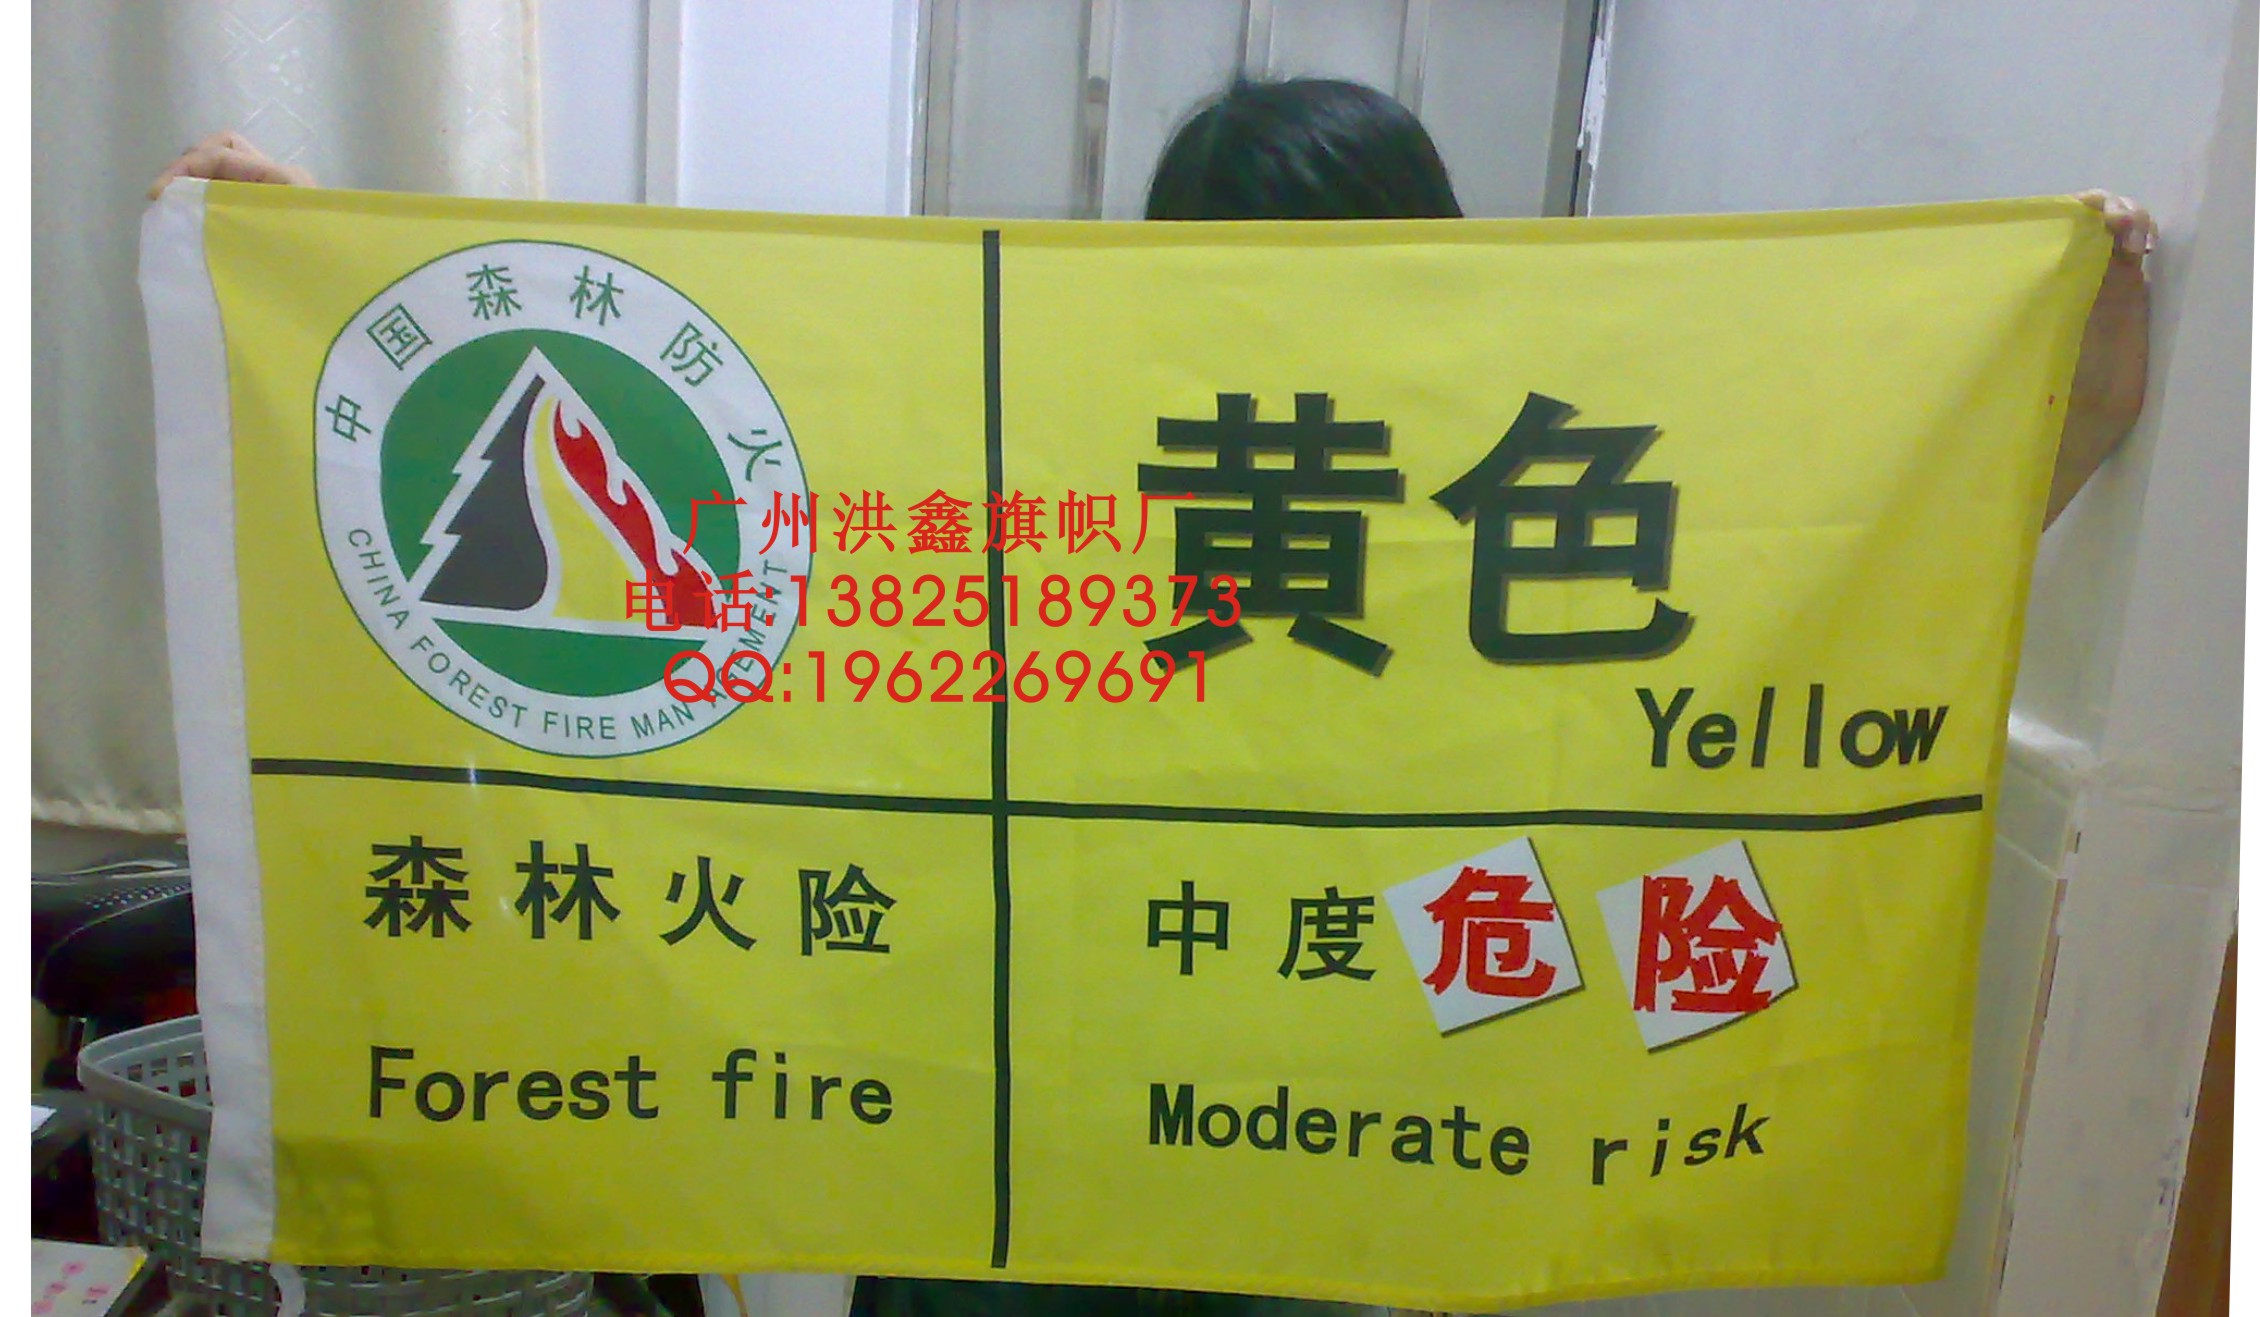 中国森林防火
CHINA FOREST FIRE MANAGEMENT
黄色
Yellow
广州洪鑫旗帜厂
电话:13825189373
QQ:1962269691
森林火险
Forest fire
中度危险
Moderate risk